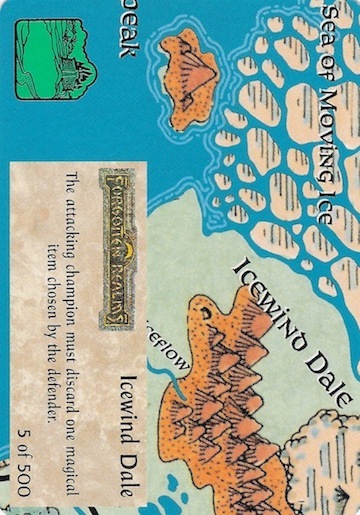 Sea of Moving Ice
peak
Icewind Dale
Iceflow
FORGOTTEN REALMS
Icewind Dale
The attacking champion must discard one magical
item chosen by the defender.
5 of 500